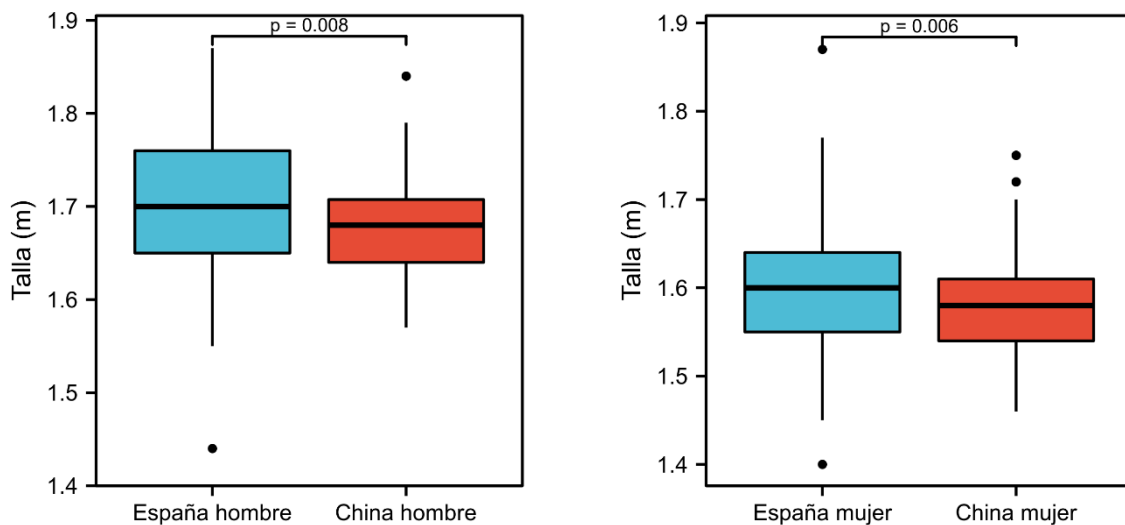 p = 0.008
1.9
1.8
1.7
1.6
1.5
1.4
Talla (m)
España hombre
China hombre
p = 0.006
1.9
1.8
1.7
1.6
1.5
1.4
Talla (m)
España mujer
China mujer